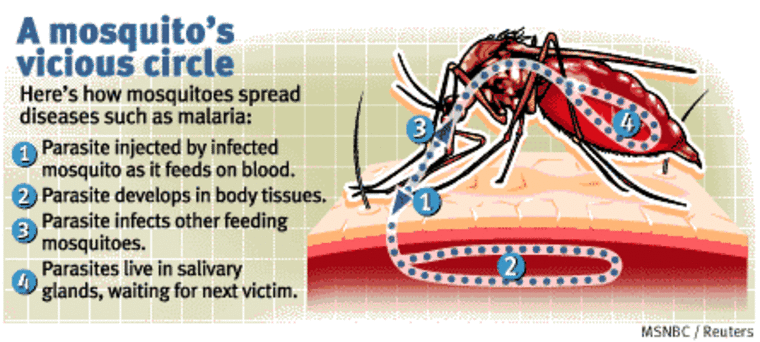 A mosquito's
vicious circle
Here's how mosquitoes spread
diseases such as malaria:
1 Parasite injected by infected
mosquito as it feeds on blood.
2 Parasite develops in body tissues.
3 Parasite infects other feeding
mosquitoes.
4 Parasites live in salivary
glands, waiting for next victim.
3
4
1
2
MSNBC / Reuters